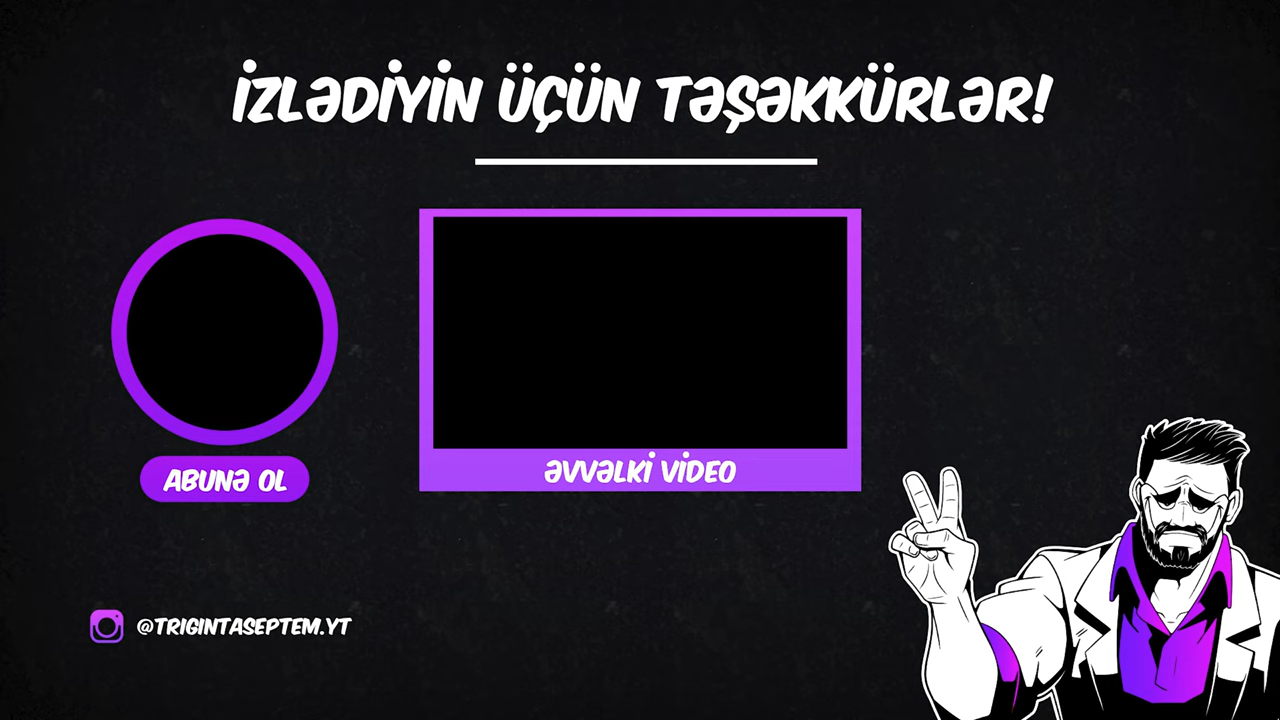 İZLƏDİYİN ÜÇÜN TƏŞƏKKÜRLƏR!
ABUNƏ OL
ƏVVƏLKİ VİDEO
@TRIGINTASEPTEM.YT